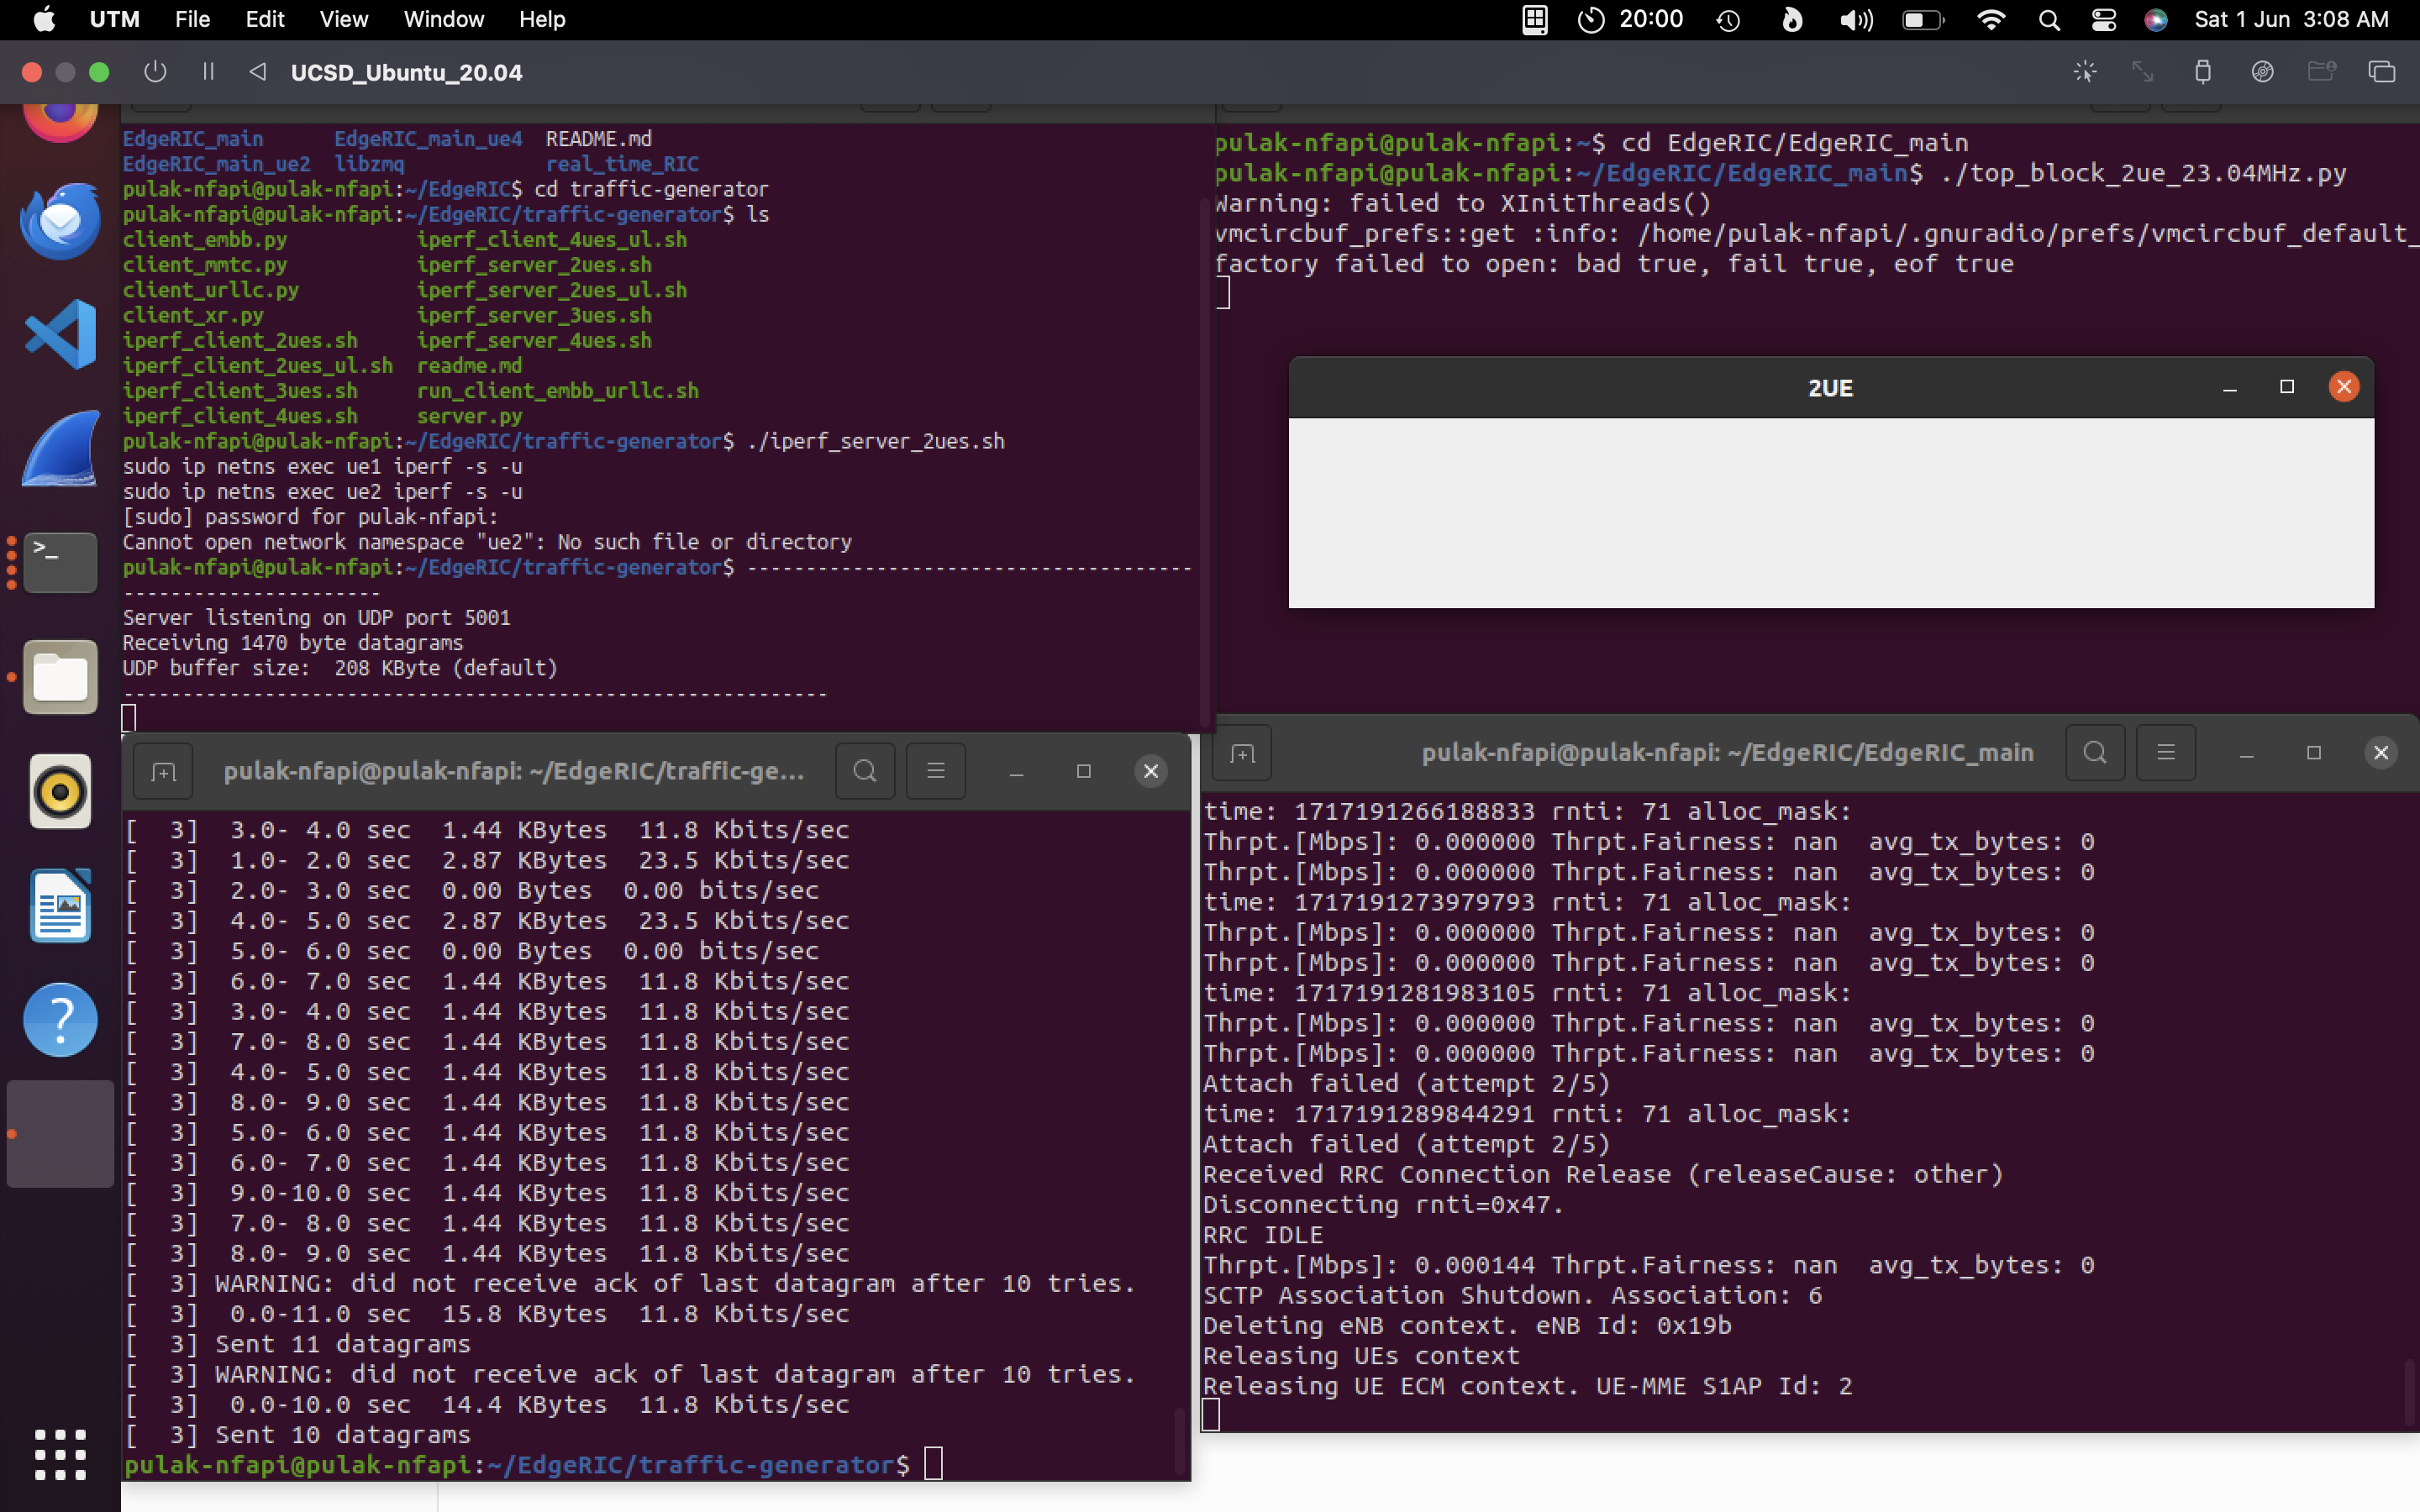 UTM File Edit View Window Help 20:00 Sat 1 Jun 3:08 AM
UCSD_Ubuntu_20.04
EdgeRIC_main EdgeRIC_main_ue4 README.md
EdgeRIC_main_ue2 libzmq real_time_RIC
pulak-nfapi@pulak-nfapi:~/EdgeRIC$ cd traffic-generator
pulak-nfapi@pulak-nfapi:~/EdgeRIC/traffic-generator$ ls
client_embb.py iperf_client_4ues_ul.sh
client_mmtc.py iperf_server_2ues.sh
client_urllc.py iperf_server_2ues_ul.sh
client_xr.py iperf_server_3ues.sh
iperf_client_2ues.sh iperf_server_4ues.sh
iperf_client_2ues_ul.sh readme.md
iperf_client_3ues.sh run_client_embb_urllc.sh
iperf_client_4ues.sh server.py
pulak-nfapi@pulak-nfapi:~/EdgeRIC/traffic-generator$ ./iperf_server_2ues.sh
sudo ip netns exec ue1 iperf -s -u
sudo ip netns exec ue2 iperf -s -u
[sudo] password for pulak-nfapi:
Cannot open network namespace "ue2": No such file or directory
pulak-nfapi@pulak-nfapi:~/EdgeRIC/traffic-generator$ --------------------------------------
----------------------
Server listening on UDP port 5001
Receiving 1470 byte datagrams
UDP buffer size: 208 KByte (default)
------------------------------------------------------------
pulak-nfapi@pulak-nfapi:~$ cd EdgeRIC/EdgeRIC_main
pulak-nfapi@pulak-nfapi:~/EdgeRIC/EdgeRIC_main$ ./top_block_2ue_23.04MHz.py
Warning: failed to XInitThreads()
vmcircbuf_prefs::get :info: /home/pulak-nfapi/.gnuradio/prefs/vmcircbuf_default_
factory failed to open: bad true, fail true, eof true
2UE
pulak-nfapi@pulak-nfapi: ~/EdgeRIC/traffic-ge...
[ 3] 3.0- 4.0 sec 1.44 KBytes 11.8 Kbits/sec
[ 3] 1.0- 2.0 sec 2.87 KBytes 23.5 Kbits/sec
[ 3] 2.0- 3.0 sec 0.00 Bytes 0.00 bits/sec
[ 3] 4.0- 5.0 sec 2.87 KBytes 23.5 Kbits/sec
[ 3] 5.0- 6.0 sec 0.00 Bytes 0.00 bits/sec
[ 3] 6.0- 7.0 sec 1.44 KBytes 11.8 Kbits/sec
[ 3] 3.0- 4.0 sec 1.44 KBytes 11.8 Kbits/sec
[ 3] 7.0- 8.0 sec 1.44 KBytes 11.8 Kbits/sec
[ 3] 4.0- 5.0 sec 1.44 KBytes 11.8 Kbits/sec
[ 3] 8.0- 9.0 sec 1.44 KBytes 11.8 Kbits/sec
[ 3] 5.0- 6.0 sec 1.44 KBytes 11.8 Kbits/sec
[ 3] 6.0- 7.0 sec 1.44 KBytes 11.8 Kbits/sec
[ 3] 9.0-10.0 sec 1.44 KBytes 11.8 Kbits/sec
[ 3] 7.0- 8.0 sec 1.44 KBytes 11.8 Kbits/sec
[ 3] 8.0- 9.0 sec 1.44 KBytes 11.8 Kbits/sec
[ 3] WARNING: did not receive ack of last datagram after 10 tries.
[ 3] 0.0-11.0 sec 15.8 KBytes 11.8 Kbits/sec
[ 3] Sent 11 datagrams
[ 3] WARNING: did not receive ack of last datagram after 10 tries.
[ 3] 0.0-10.0 sec 14.4 KBytes 11.8 Kbits/sec
[ 3] Sent 10 datagrams
pulak-nfapi@pulak-nfapi:~/EdgeRIC/traffic-generator$
pulak-nfapi@pulak-nfapi: ~/EdgeRIC/EdgeRIC_main
time: 1717191266188833 rnti: 71 alloc_mask:
Thrpt.[Mbps]: 0.000000 Thrpt.Fairness: nan avg_tx_bytes: 0
Thrpt.[Mbps]: 0.000000 Thrpt.Fairness: nan avg_tx_bytes: 0
time: 1717191273979793 rnti: 71 alloc_mask:
Thrpt.[Mbps]: 0.000000 Thrpt.Fairness: nan avg_tx_bytes: 0
Thrpt.[Mbps]: 0.000000 Thrpt.Fairness: nan avg_tx_bytes: 0
time: 1717191281983105 rnti: 71 alloc_mask:
Thrpt.[Mbps]: 0.000000 Thrpt.Fairness: nan avg_tx_bytes: 0
Thrpt.[Mbps]: 0.000000 Thrpt.Fairness: nan avg_tx_bytes: 0
Attach failed (attempt 2/5)
time: 1717191289844291 rnti: 71 alloc_mask:
Attach failed (attempt 2/5)
Received RRC Connection Release (releaseCause: other)
Disconnecting rnti=0x47.
RRC IDLE
Thrpt.[Mbps]: 0.000144 Thrpt.Fairness: nan avg_tx_bytes: 0
SCTP Association Shutdown. Association: 6
Deleting eNB context. eNB Id: 0x19b
Releasing UEs context
Releasing UE ECM context. UE-MME S1AP Id: 2